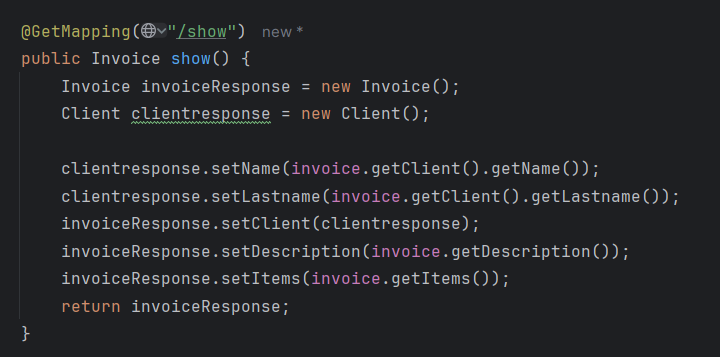 @GetMapping("/show") new *
public Invoice show() {
    Invoice invoiceResponse = new Invoice();
    Client clientresponse = new Client();

    clientresponse.setName(invoice.getClient().getName());
    clientresponse.setLastname(invoice.getClient().getLastname());
    invoiceResponse.setClient(clientresponse);
    invoiceResponse.setDescription(invoice.getDescription());
    invoiceResponse.setItems(invoice.getItems());
    return invoiceResponse;
}